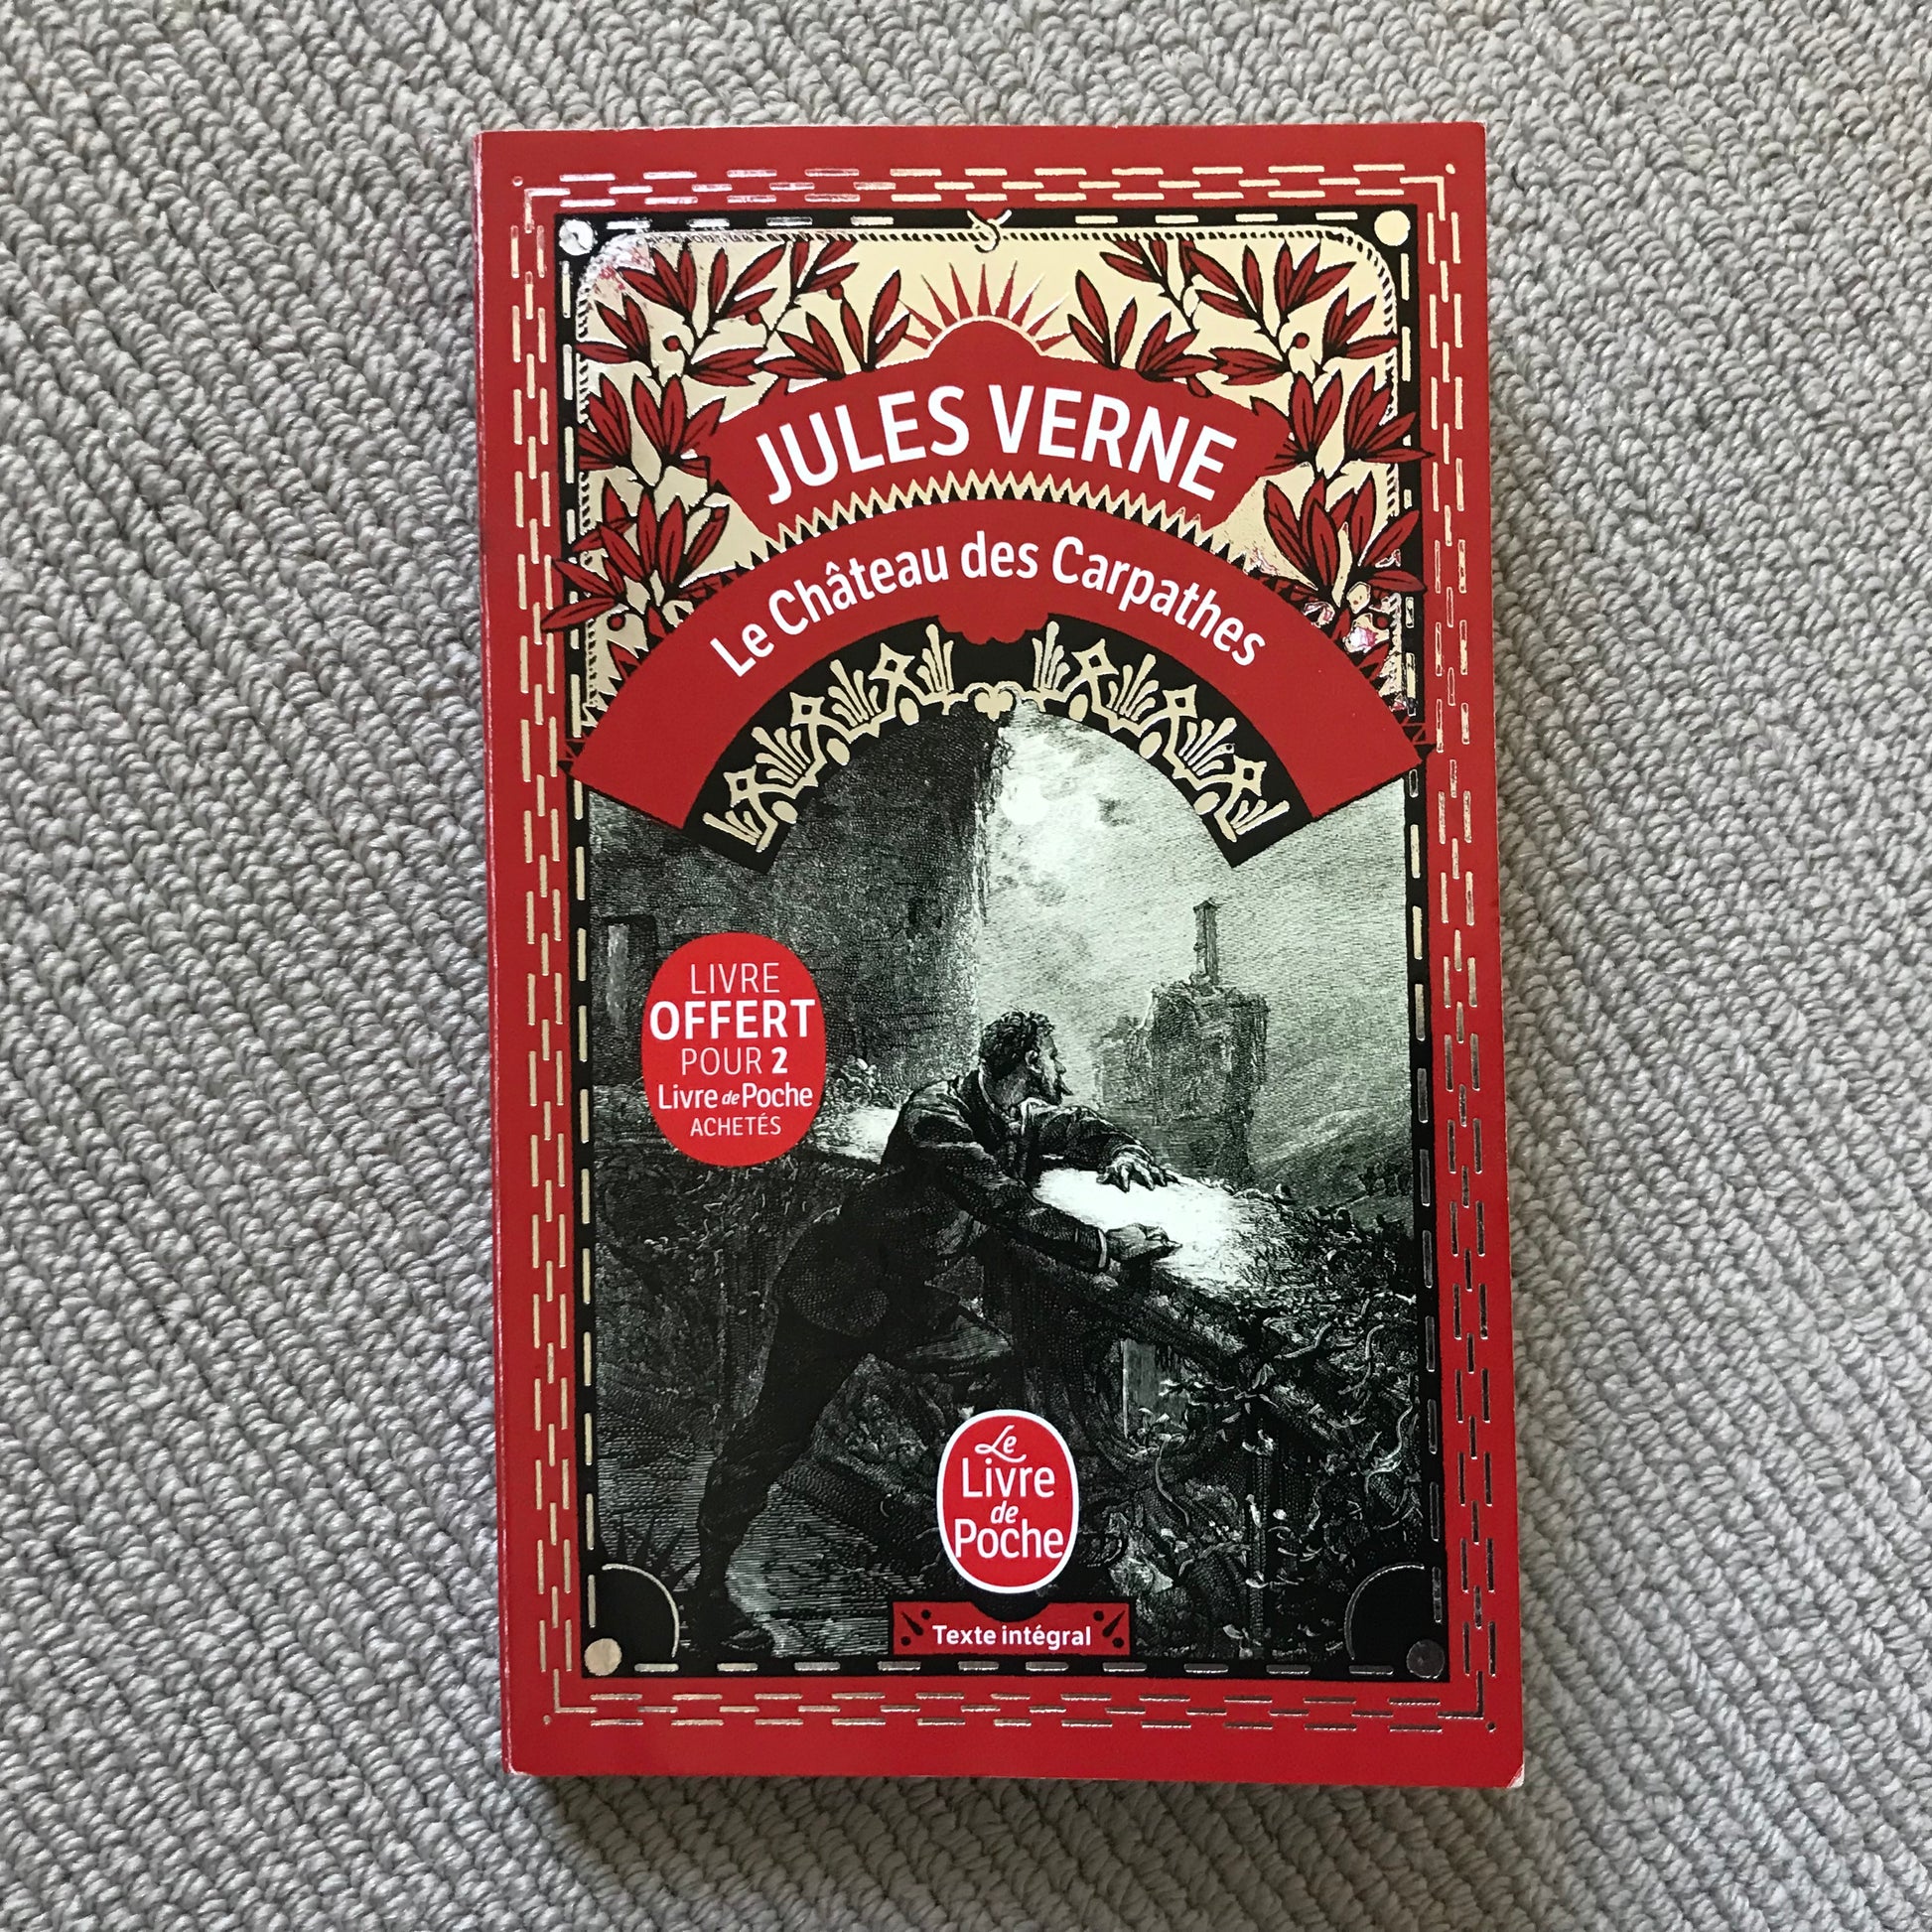 JULES VERNE
Le Château des Carpathes
LIVRE
OFFERT
POUR 2
Livre de Poche
ACHETÉS
Le
Livre
de
Poche
Texte intégral